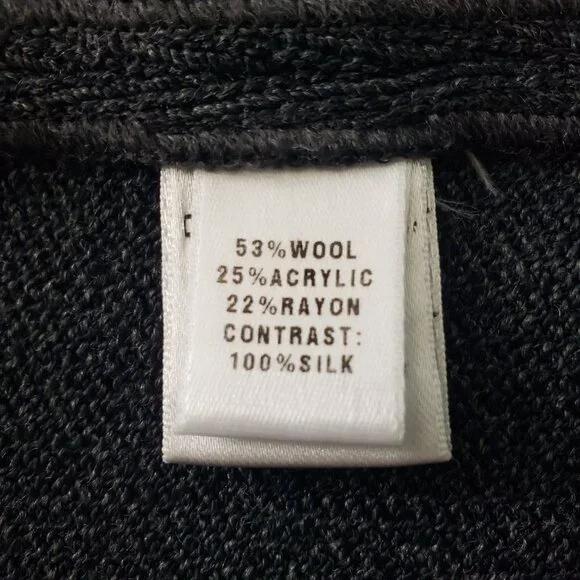 53%WOOL
25%ACRYLIC
22%RAYON
CONTRAST:
100%SILK